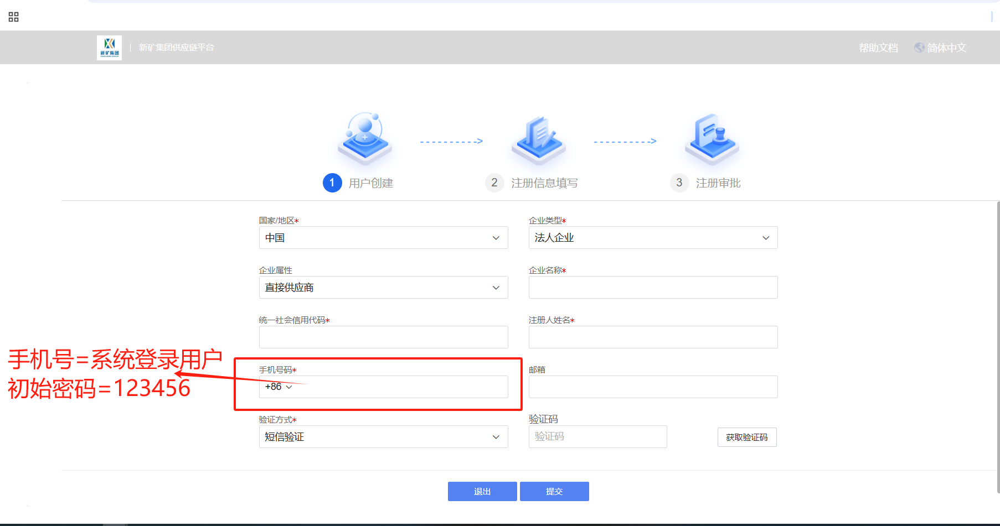 新矿集团
新矿集团供应链平台
帮助文档
简体中文
1 用户创建
2 注册信息填写
3 注册审批
国家/地区*
企业类型*
中国
法人企业
企业属性
企业名称*
直接供应商
统一社会信用代码*
注册人姓名*
手机号=系统登录用户
初始密码=123456
手机号码*
邮箱
+86
验证方式*
验证码
短信验证
验证码
获取验证码
退出
提交